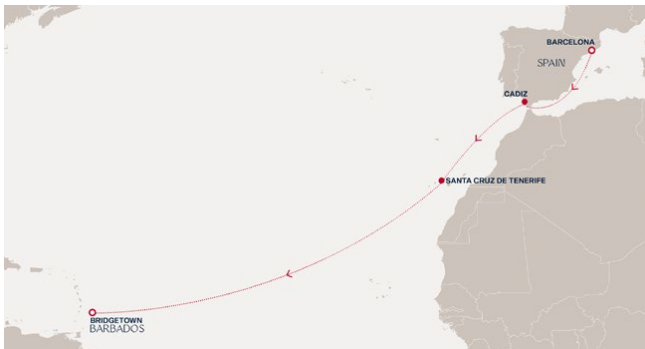 BARCELONA
SPAIN
CADIZ
SANTA CRUZ DE TENERIFE
BRIDGETOWN
BARBADOS